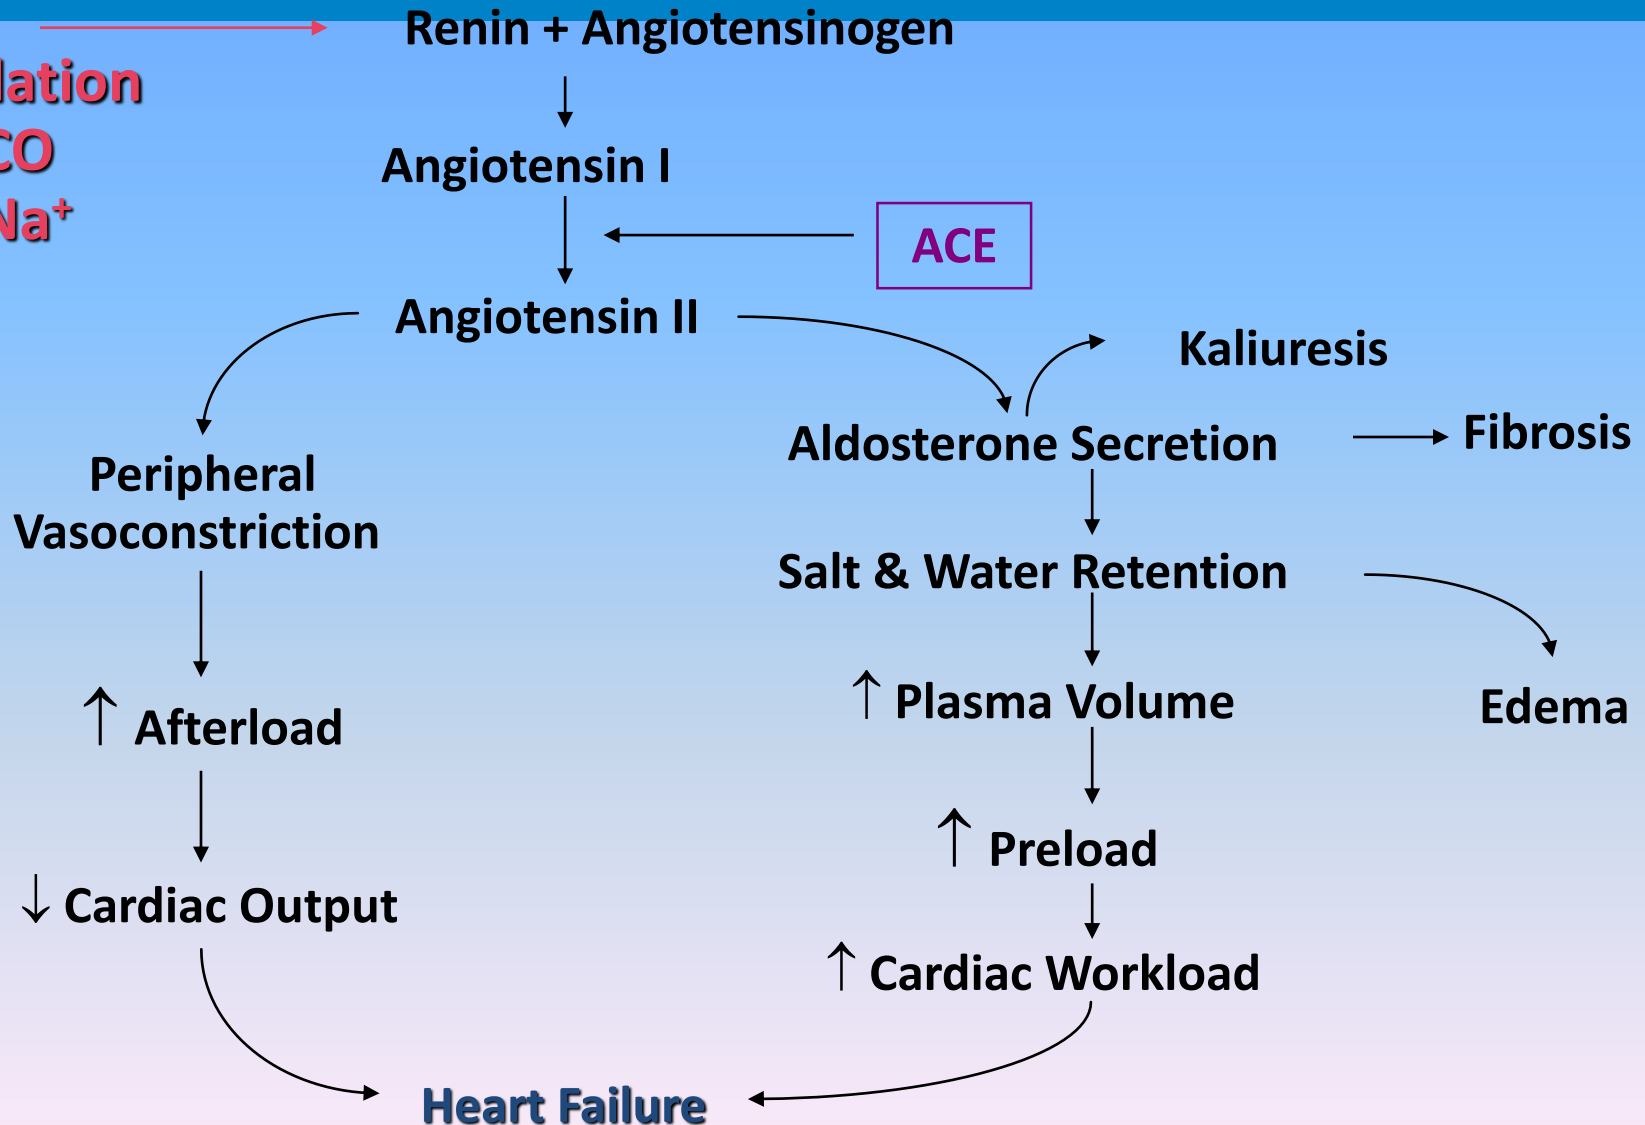 Renin + Angiotensinogen
lation
CO
Na⁺
Angiotensin I
ACE
Angiotensin II
Kaliuresis
Aldosterone Secretion
Fibrosis
Peripheral
Vasoconstriction
Salt & Water Retention
↑ Afterload
↑ Plasma Volume
Edema
↑ Preload
↓ Cardiac Output
↑ Cardiac Workload
Heart Failure